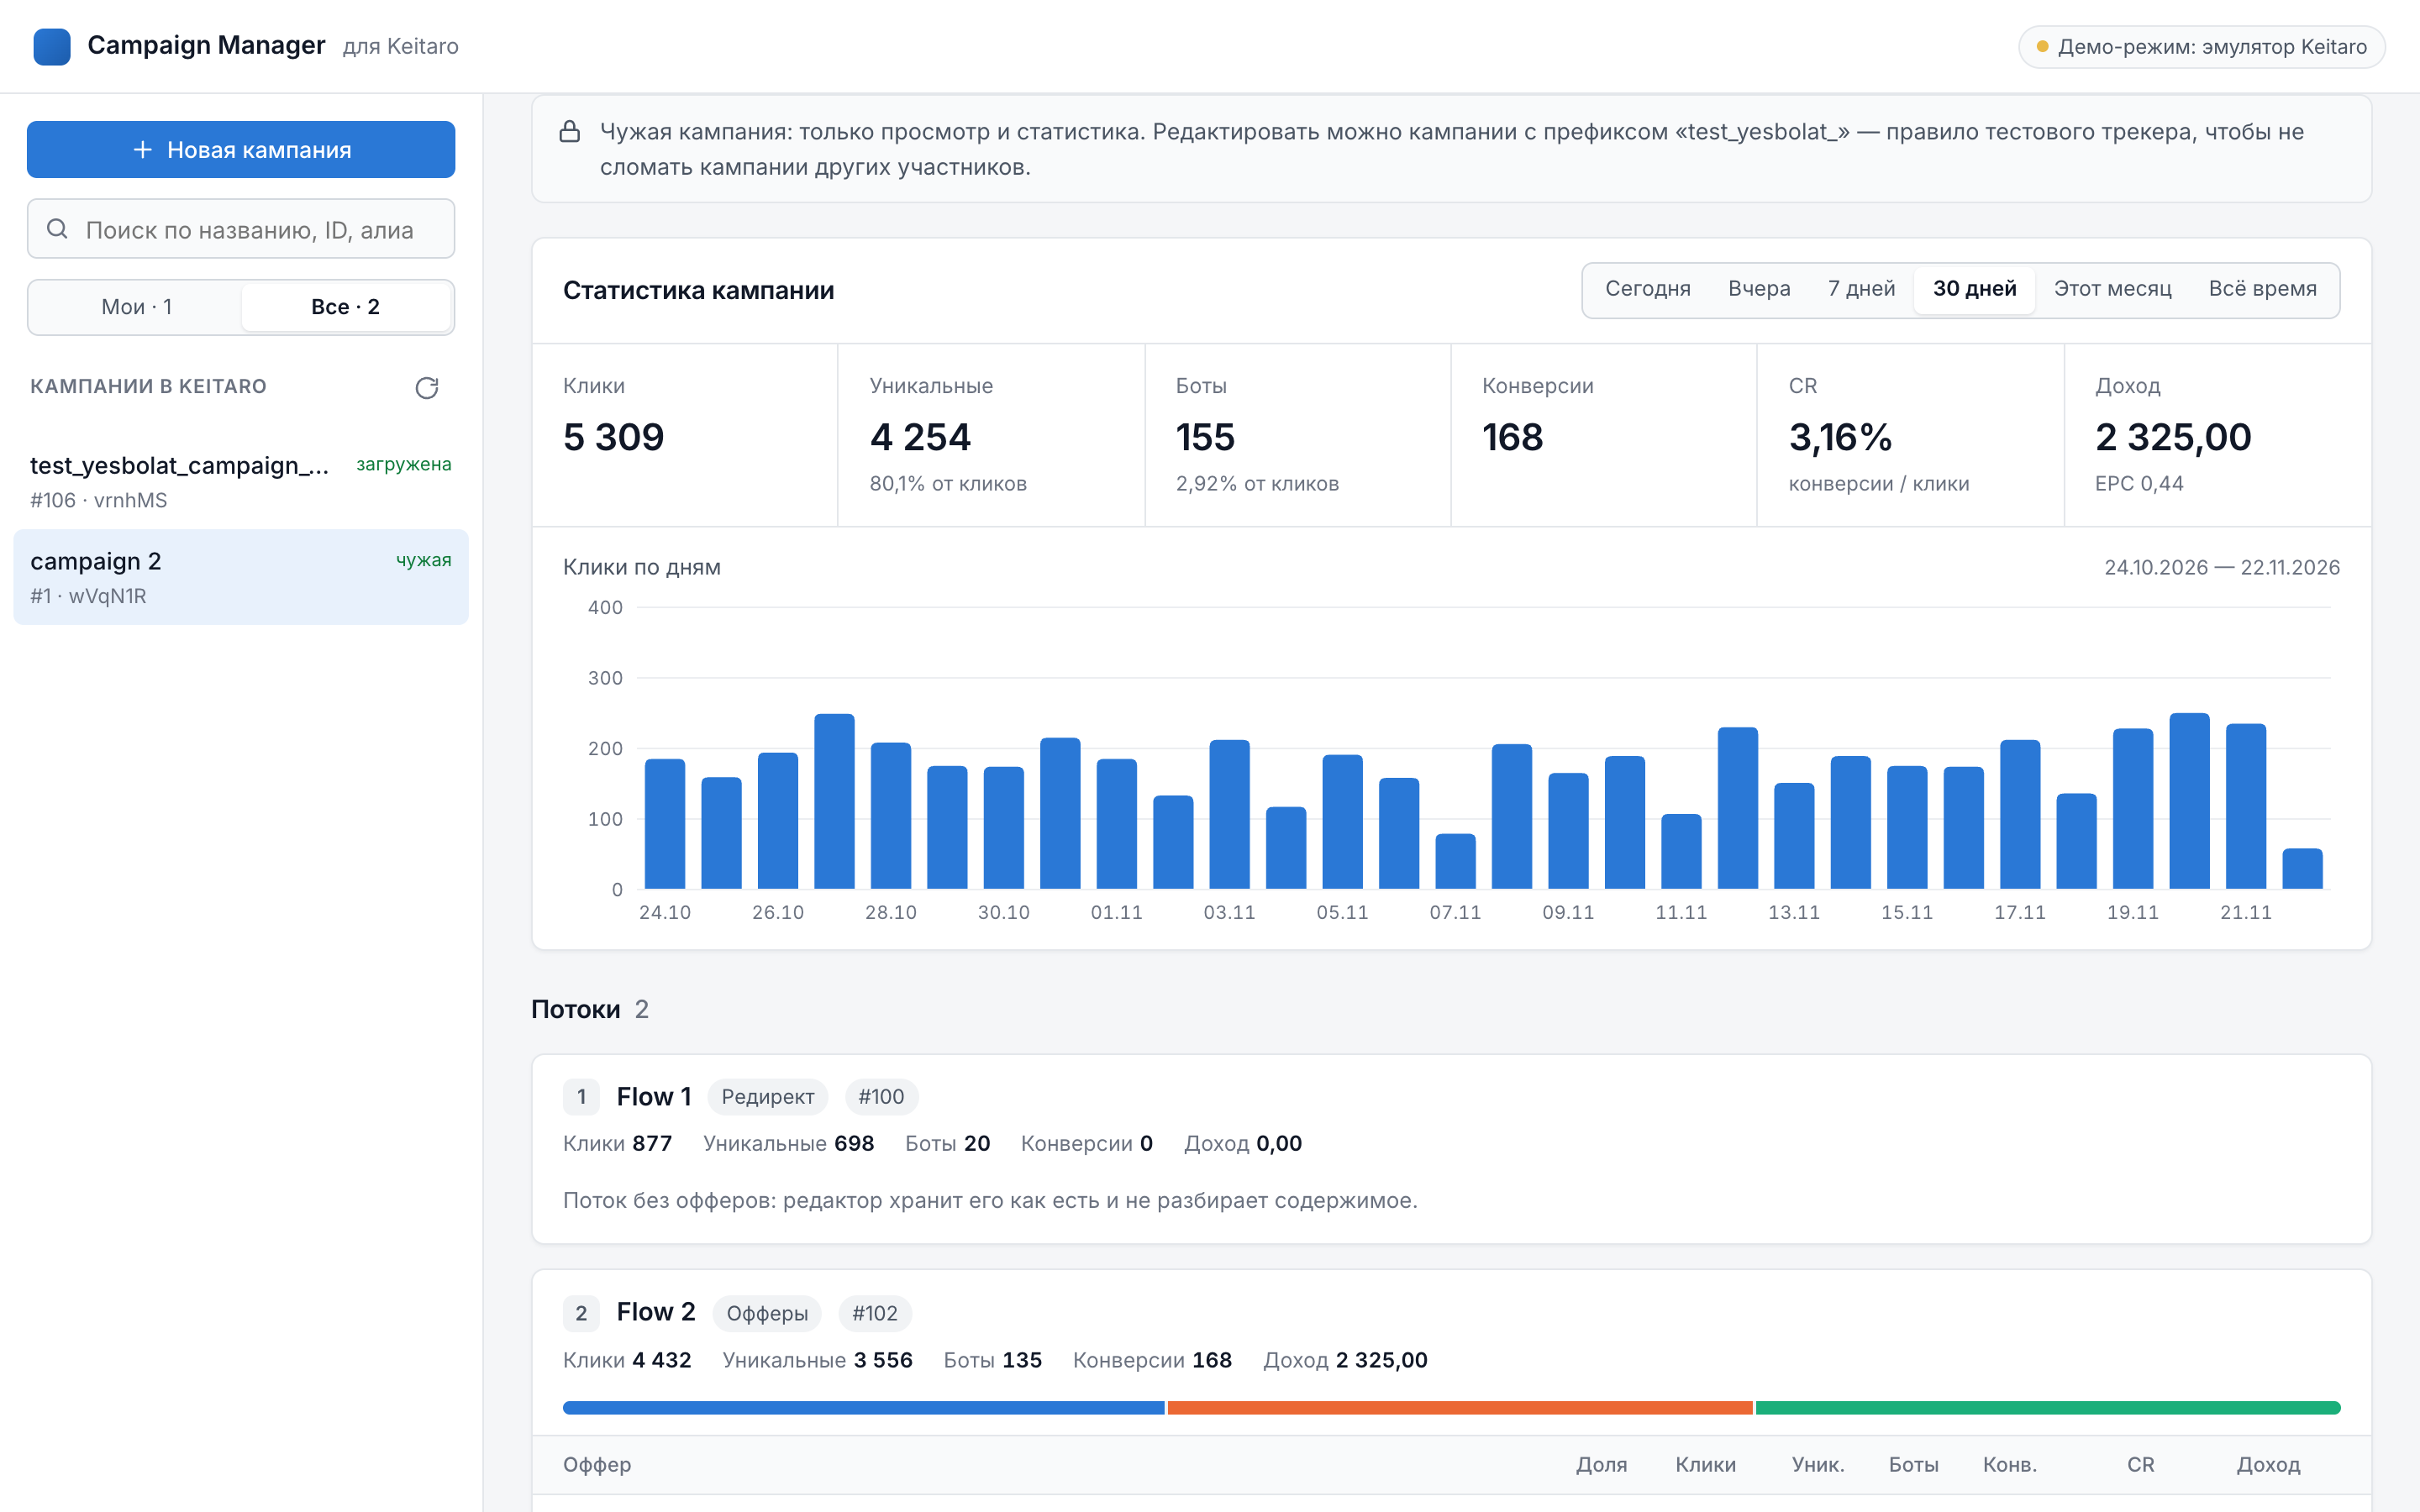 Campaign Manager для Keitaro
Демо-режим: эмулятор Keitaro
+ Новая кампания
Поиск по названию, ID, алиа
Мои · 1
Все · 2
КАМПАНИИ В KEITARO
test_yesbolat_campaign_... загружена
#106 · vrnhMS
campaign 2 чужая
#1 · wVqN1R
Чужая кампания: только просмотр и статистика. Редактировать можно кампании с префиксом «test_yesbolat_» — правило тестового трекера, чтобы не
сломать кампании других участников.
Статистика кампании
Сегодня Вчера 7 дней 30 дней Этот месяц Всё время
Клики Уникальные Боты Конверсии CR Доход
5 309 4 254 155 168 3,16% 2 325,00
80,1% от кликов 2,92% от кликов конверсии / клики EPC 0,44
Клики по дням 24.10.2026 — 22.11.2026
400
300
200
100
0
24.10 26.10 28.10 30.10 01.11 03.11 05.11 07.11 09.11 11.11 13.11 15.11 17.11 19.11 21.11
Потоки 2
1 Flow 1 Редирект #100
Клики 877 Уникальные 698 Боты 20 Конверсии 0 Доход 0,00
Поток без офферов: редактор хранит его как есть и не разбирает содержимое.
2 Flow 2 Офферы #102
Клики 4 432 Уникальные 3 556 Боты 135 Конверсии 168 Доход 2 325,00
Оффер Доля Клики Уник. Боты Конв. CR Доход